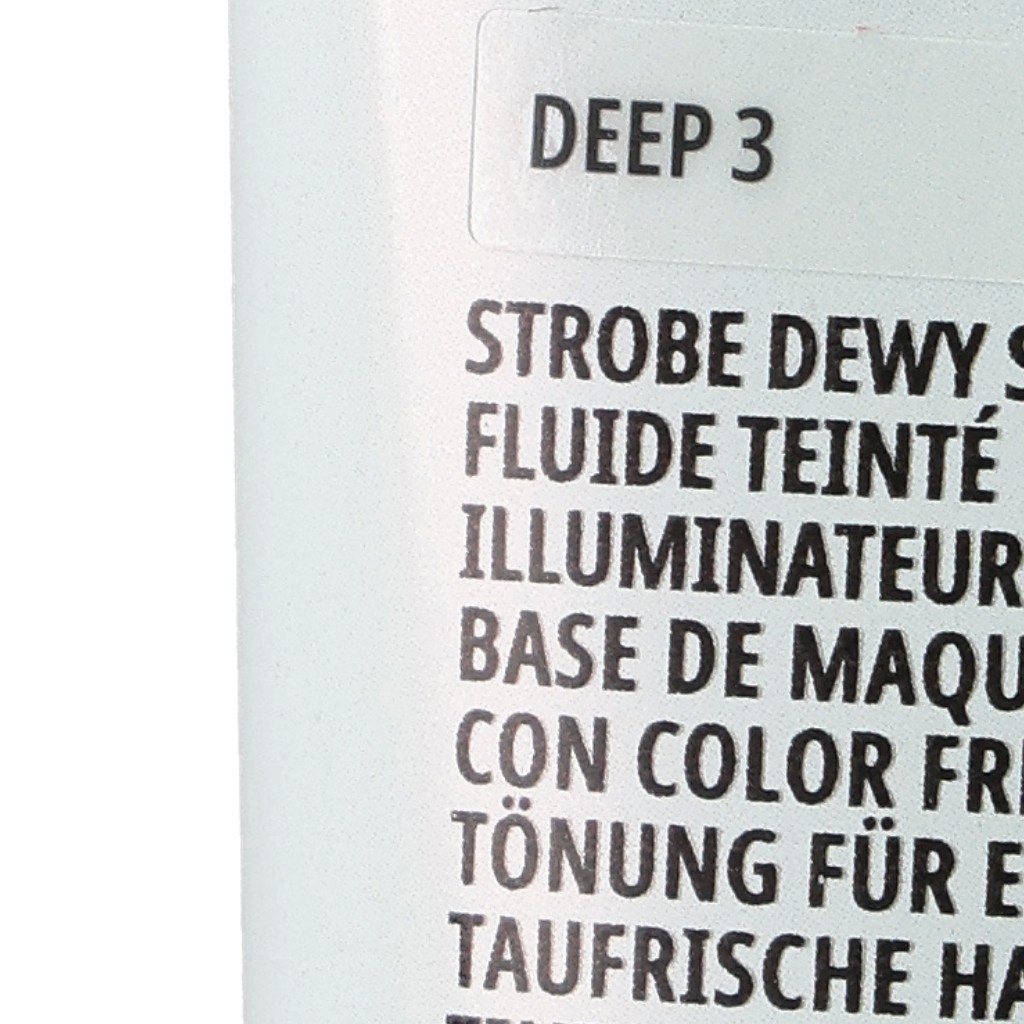 DEEP 3
STROBE DEWY
FLUIDE TEINTÉ
ILLUMINATEUR
BASE DE
CON COLOR
TÖNUNG FÜR
TAUFRISCHE